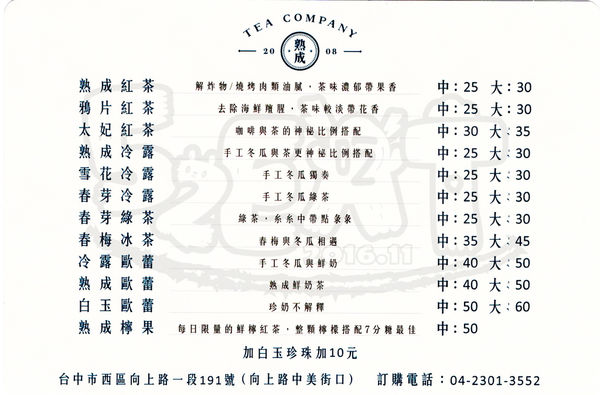 TEA COMPANY
20 熟成 08
熟成紅茶 解炸物/燒烤肉類油膩，茶味濃郁帶果香 中：25 大：30
鴉片紅茶 去除海鮮羶腥，茶味較淡帶花香 中：25 大：30
太妃紅茶 咖啡與茶的神祕比例搭配 中：30 大：35
熟成冷露 手工冬瓜與茶更神祕比例搭配 中：25 大：30
雪花冷露 手工冬瓜獨奏 中：25 大：30
春芽冷露 手工冬瓜綠茶 中：25 大：30
春芽綠茶 綠茶，糸糸中帶點彔彔 中：25 大：30
春梅冰茶 春梅與冬瓜相遇 中：35 大：45
冷露歐蕾 手工冬瓜與鮮奶 中：40 大：50
熟成歐蕾 熟成鮮奶茶 中：40 大：50
白玉歐蕾 珍奶不解釋 中：50 大：60
熟成檸果 每日限量的鮮檸紅茶，整顆檸檬搭配7分糖最佳 中：50
加白玉珍珠加10元
台中市西區向上路一段191號（向上路中美街口） 訂購電話：04-2301-3552
2016.11